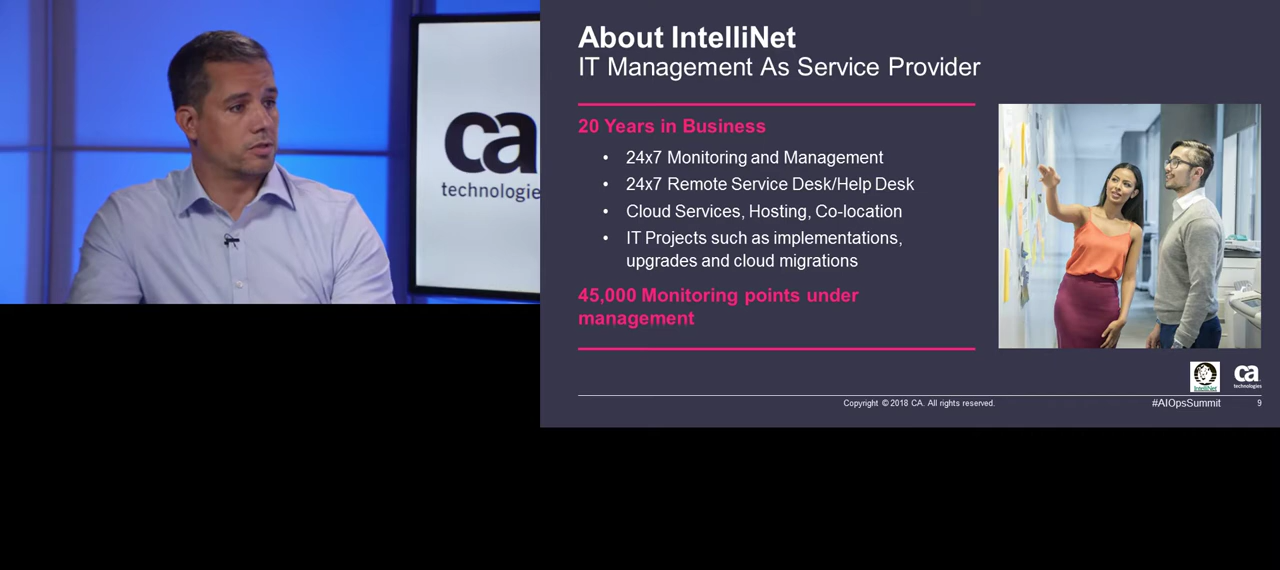 ca
technologie
About IntelliNet
IT Management As Service Provider
20 Years in Business
• 24x7 Monitoring and Management
• 24x7 Remote Service Desk/Help Desk
• Cloud Services, Hosting, Co-location
• IT Projects such as implementations,
upgrades and cloud migrations
45,000 Monitoring points under
management
IntelliNet
ca
technologies
Copyright © 2018 CA. All rights reserved.
#AIOpsSummit
9